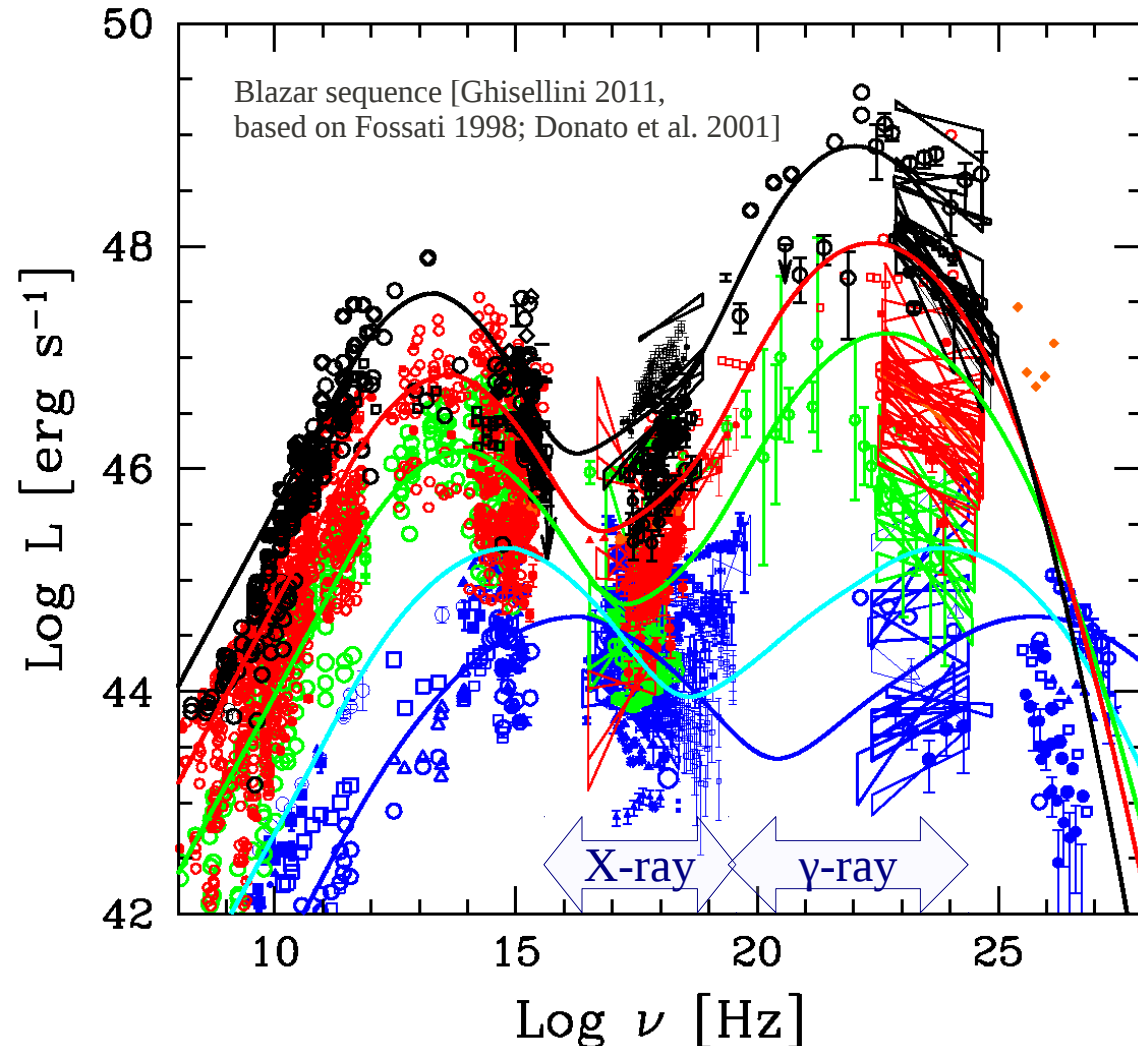 50
Blazar sequence [Ghisellini 2011,
based on Fossati 1998; Donato et al. 2001]
48
Log L [erg s⁻¹]
46
44
X-ray
γ-ray
42
10
15
20
25
Log ν [Hz]